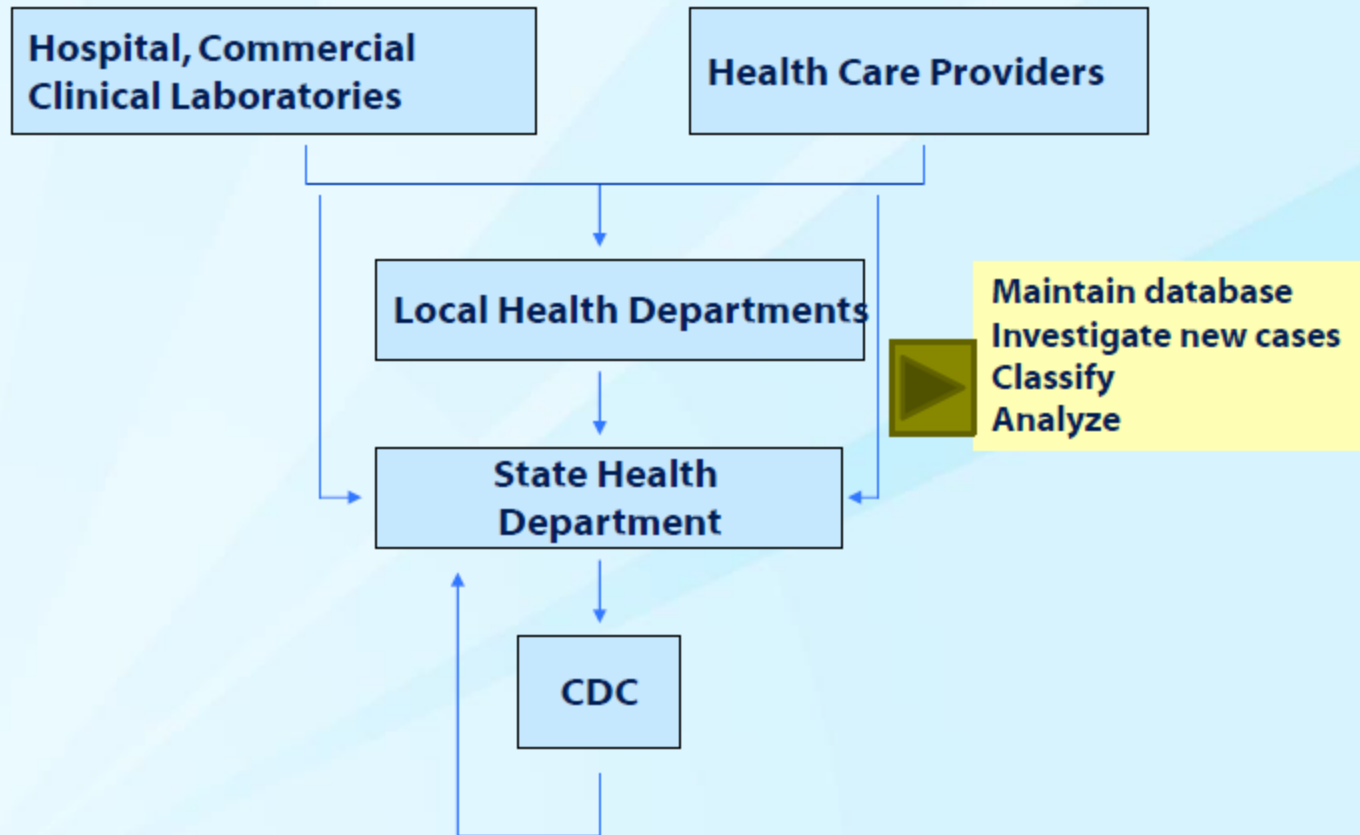 Hospital, Commercial
Clinical Laboratories
Health Care Providers
Local Health Departments
Maintain database
Investigate new cases
Classify
Analyze
State Health
Department
CDC